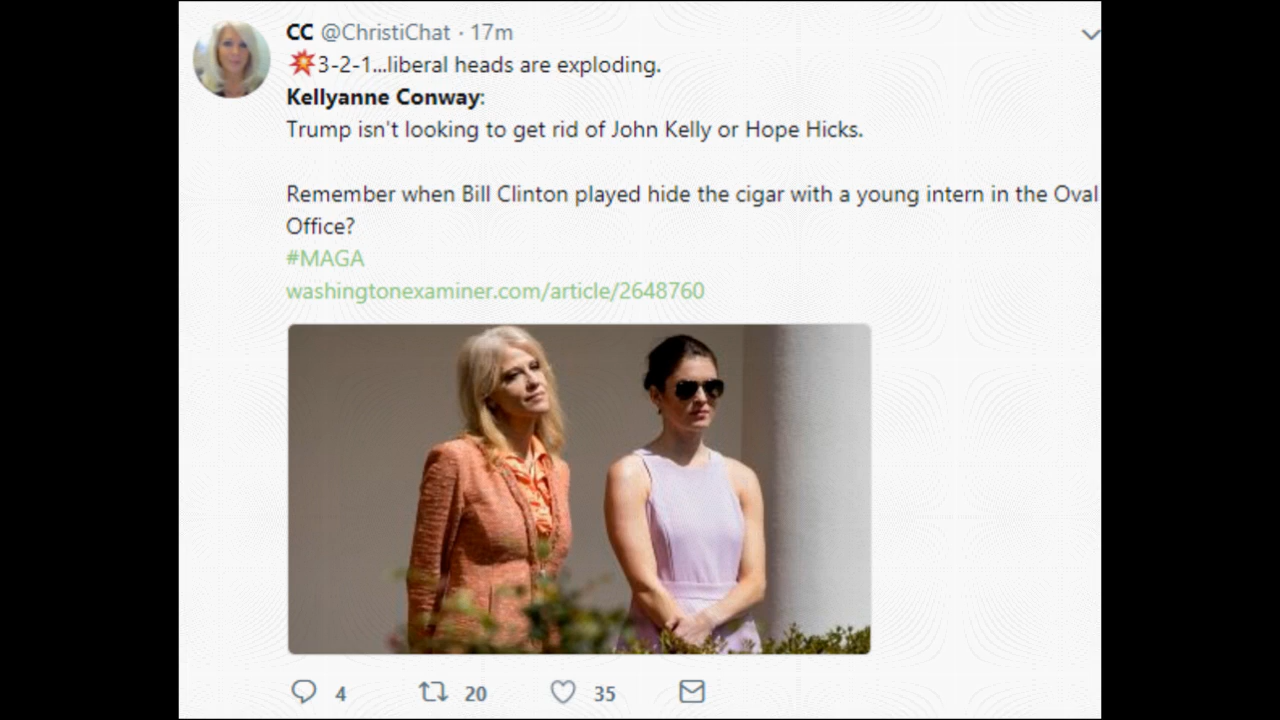 CC @ChristiChat · 17m
💥3-2-1...liberal heads are exploding.
Kellyanne Conway:
Trump isn't looking to get rid of John Kelly or Hope Hicks.
Remember when Bill Clinton played hide the cigar with a young intern in the Oval
Office?
#MAGA
washingtonexaminer.com/article/2648760
4 20 35